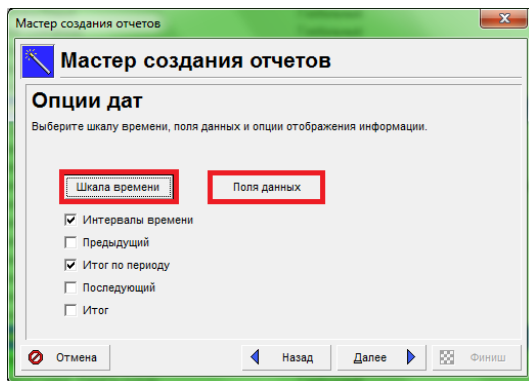 Мастер создания отчетов
Мастер создания отчетов
Опции дат
Выберите шкалу времени, поля данных и опции отображения информации.
Шкала времени Поля данных
Интервалы времени
Предыдущий
Итог по периоду
Последующий
Итог
Отмена Назад Далее Финиш